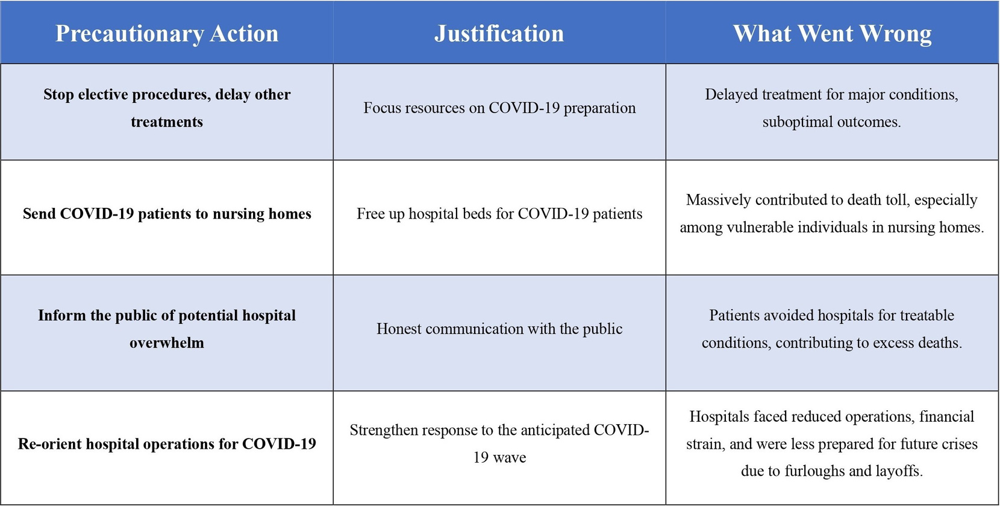 Precautionary Action
Justification
What Went Wrong
Stop elective procedures, delay other
treatments
Focus resources on COVID-19 preparation
Delayed treatment for major conditions,
suboptimal outcomes.
Send COVID-19 patients to nursing homes
Free up hospital beds for COVID-19 patients
Massively contributed to death toll, especially
among vulnerable individuals in nursing homes.
Inform the public of potential hospital
overwhelm
Honest communication with the public
Patients avoided hospitals for treatable
conditions, contributing to excess deaths.
Re-orient hospital operations for COVID-19
Strengthen response to the anticipated COVID-
19 wave
Hospitals faced reduced operations, financial
strain, and were less prepared for future crises
due to furloughs and layoffs.